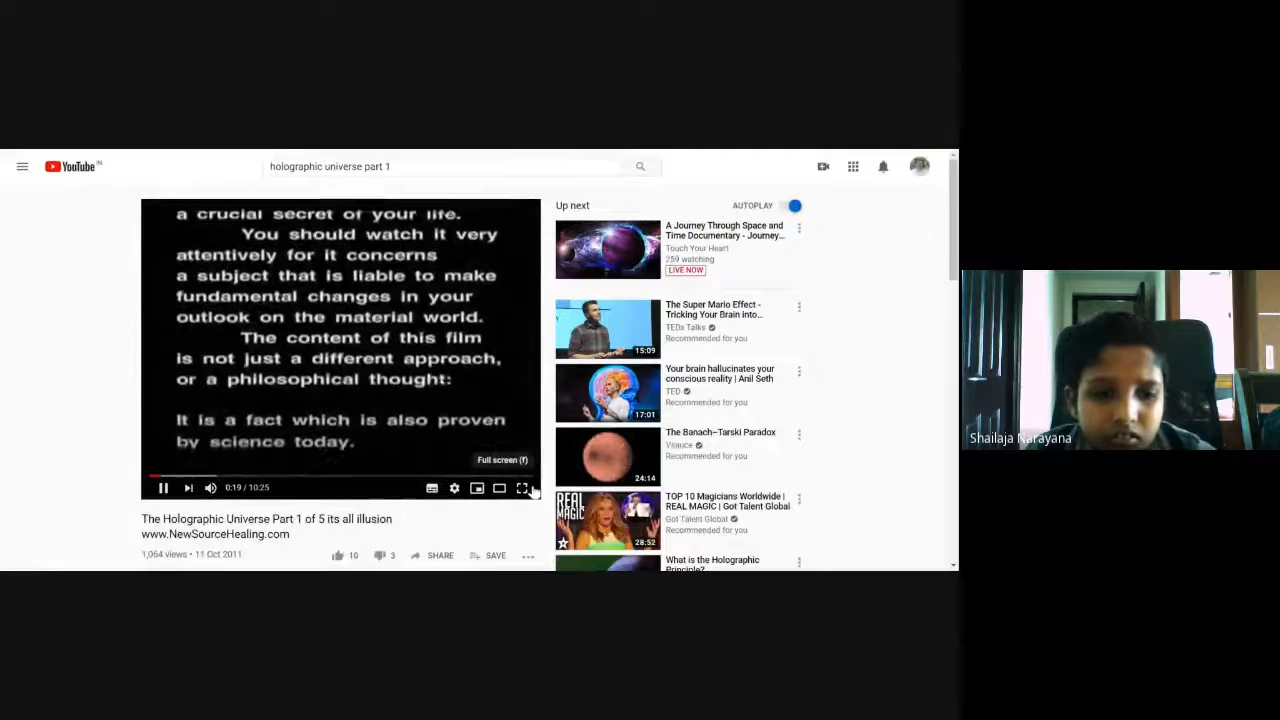 YouTube IN
holographic universe part 1
a crucial secret of your life.
You should watch it very
attentively for it concerns
a subject that is liable to make
fundamental changes in your
outlook on the material world.
The content of this film
is not just a different approach,
or a philosophical thought:
It is a fact which is also proven
by science today.
Full screen (f)
0:19 / 10:25
The Holographic Universe Part 1 of 5 its all illusion
www.NewSourceHealing.com
1,064 views • 11 Oct 2011
10
3
SHARE
SAVE
Up next
AUTOPLAY
A Journey Through Space and
Time Documentary - Journey...
Touch Your Heart
259 watching
LIVE NOW
The Super Mario Effect -
Tricking Your Brain into...
TEDx Talks
Recommended for you
15:09
Your brain hallucinates your
conscious reality | Anil Seth
TED
Recommended for you
17:01
The Banach–Tarski Paradox
Vsauce
Recommended for you
24:14
REAL
MAGIC
TOP 10 Magicians Worldwide |
REAL MAGIC | Got Talent Global
Got Talent Global
Recommended for you
28:52
What is the Holographic
Principle?
Shailaja Narayana